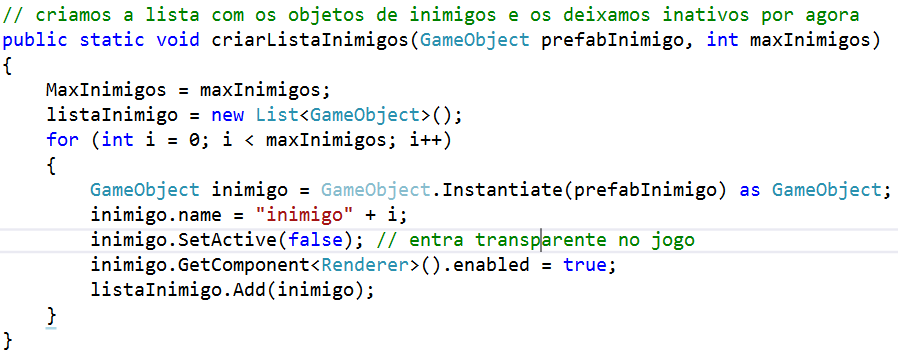 // criamos a lista com os objetos de inimigos e os deixamos inativos por agora
public static void criarListaInimigos(GameObject prefabInimigo, int maxInimigos)
{
    MaxInimigos = maxInimigos;
    listaInimigo = new List<GameObject>();
    for (int i = 0; i < maxInimigos; i++)
    {
        GameObject inimigo = GameObject.Instantiate(prefabInimigo) as GameObject;
        inimigo.name = "inimigo" + i;
        inimigo.SetActive(false); // entra transparente no jogo
        inimigo.GetComponent<Renderer>().enabled = true;
        listaInimigo.Add(inimigo);
    }
}